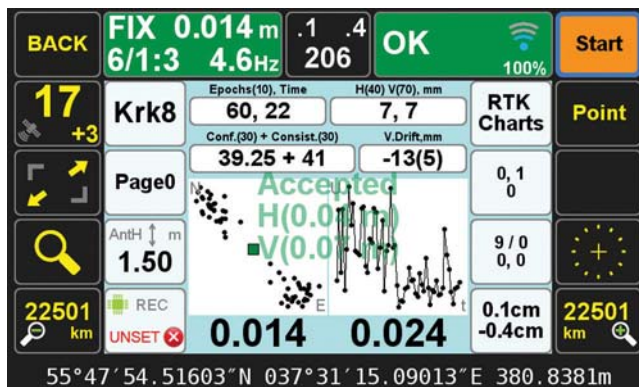 BACK
FIX 0.014 m
6/1:3 4.6Hz
.1 .4
206
OK
100%
Start
17
+3
Krk8
Epochs(10), Time
60, 22
H(40) V(70), mm
7, 7
Conf.(30) + Consist.(30)
39.25 + 41
V.Drift,mm
-13(5)
RTK
Charts
Point
Page0
N
E
U
t
Accepted
0, 1
0
AntH m
1.50
9 / 0
0, 0
22501
km
REC
UNSET
0.014
0.024
0.1cm
-0.4cm
22501
km
55°47′54.51603″N 037°31′15.09013″E 380.8381m